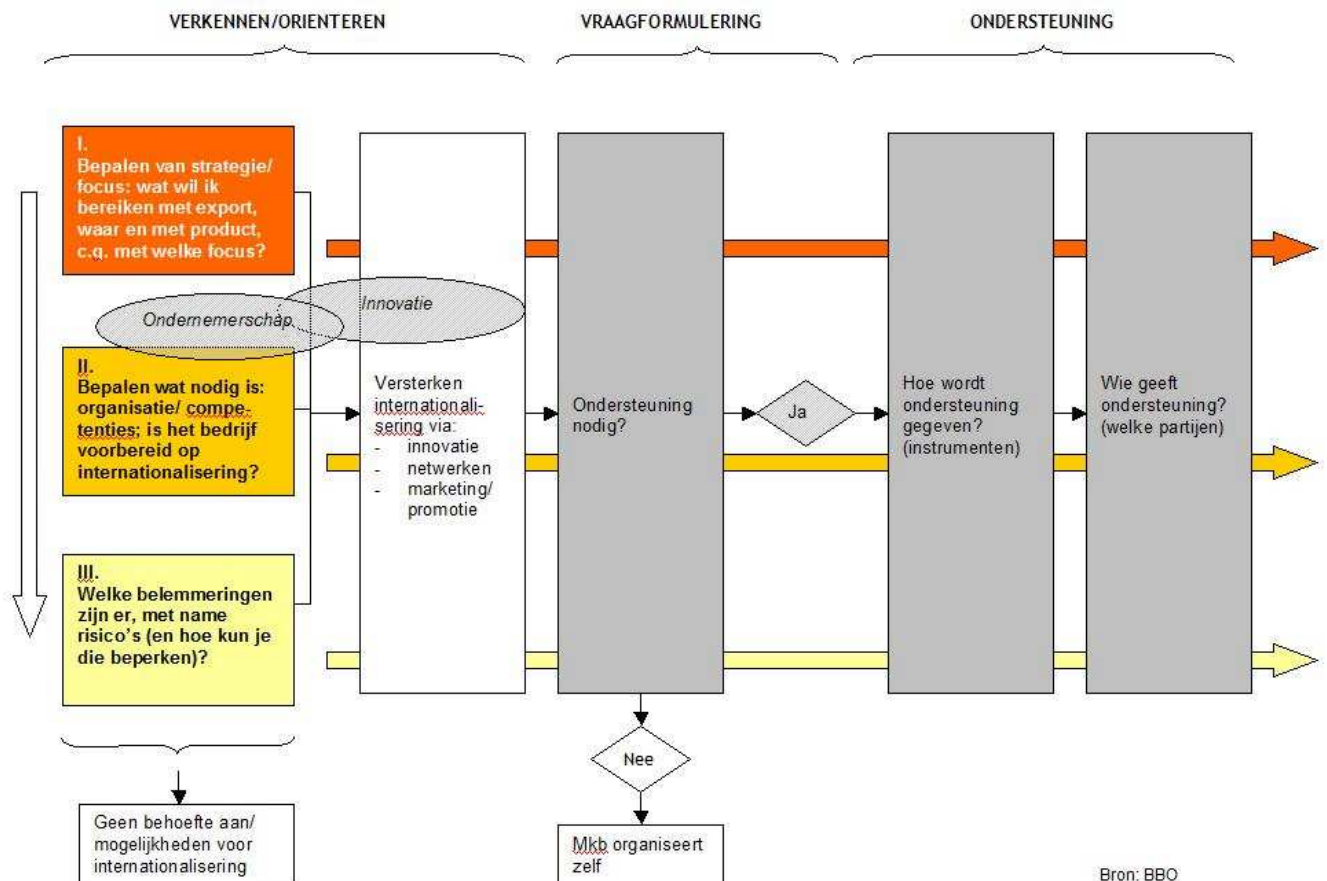 VERKENNEN/ORIENTEREN
VRAAGFORMULERING
ONDERSTEUNING
I.
Bepalen van strategie/
focus: wat wil ik
bereiken met export,
waar en met product,
c.q. met welke focus?
Ondernemerschap
Innovatie
II.
Bepalen wat nodig is:
organisatie/ compe-
tenties; is het bedrijf
voorbereid op
internationalisering?
III.
Welke belemmeringen
zijn er, met name
risico's (en hoe kun je
die beperken)?
Geen behoefte aan/
mogelijkheden voor
internationalisering
Versterken
internationali-
sering via:
- innovatie
- netwerken
- marketing/
promotie
Ondersteuning
nodig?
Ja
Nee
Mkb organiseert
zelf
Hoe wordt
ondersteuning
gegeven?
(instrumenten)
Wie geeft
ondersteuning?
(welke partijen)
Bron: BBO